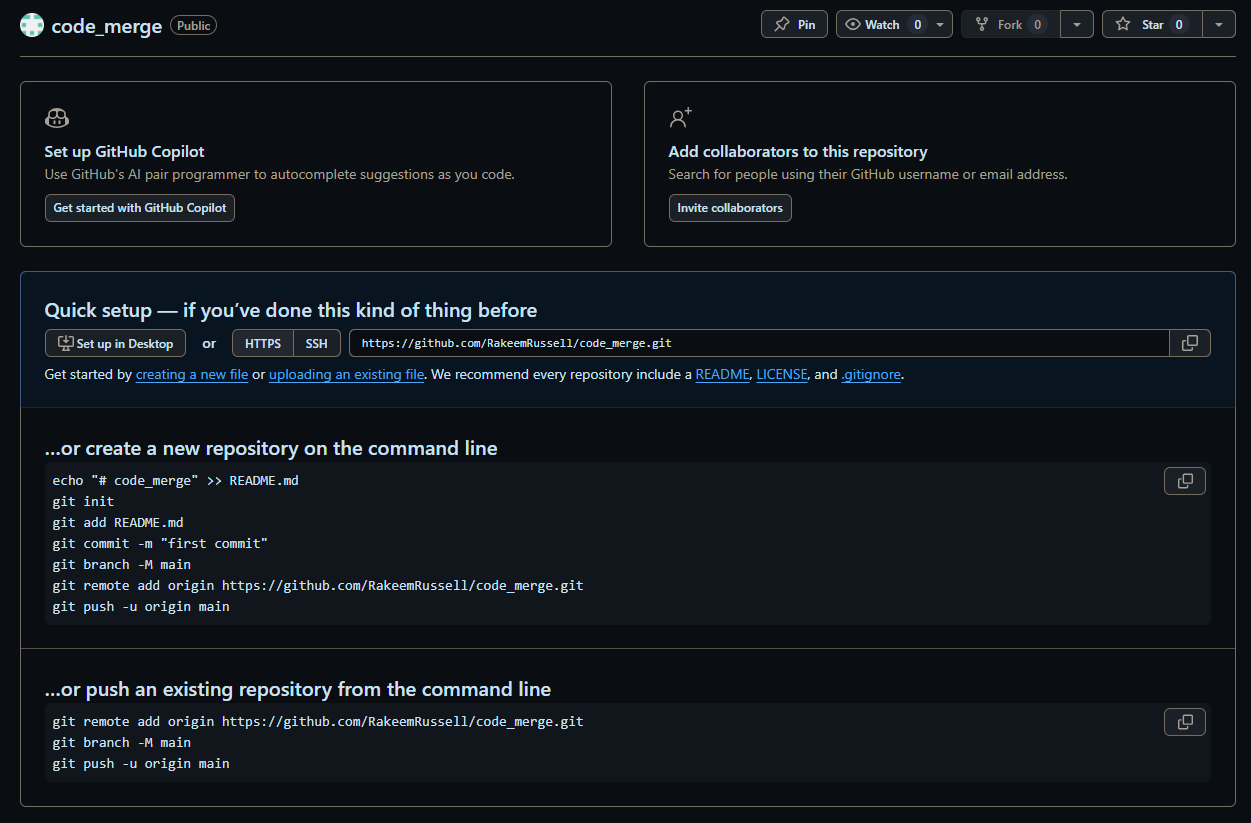 code_merge Public Pin Watch 0 Fork 0 Star 0
Set up GitHub Copilot
Use GitHub's AI pair programmer to autocomplete suggestions as you code.
Get started with GitHub Copilot
Add collaborators to this repository
Search for people using their GitHub username or email address.
Invite collaborators
Quick setup — if you’ve done this kind of thing before
Set up in Desktop or HTTPS SSH https://github.com/RakeemRussell/code_merge.git
Get started by creating a new file or uploading an existing file. We recommend every repository include a README, LICENSE, and .gitignore.
…or create a new repository on the command line
echo "# code_merge" >> README.md
git init
git add README.md
git commit -m "first commit"
git branch -M main
git remote add origin https://github.com/RakeemRussell/code_merge.git
git push -u origin main
…or push an existing repository from the command line
git remote add origin https://github.com/RakeemRussell/code_merge.git
git branch -M main
git push -u origin main